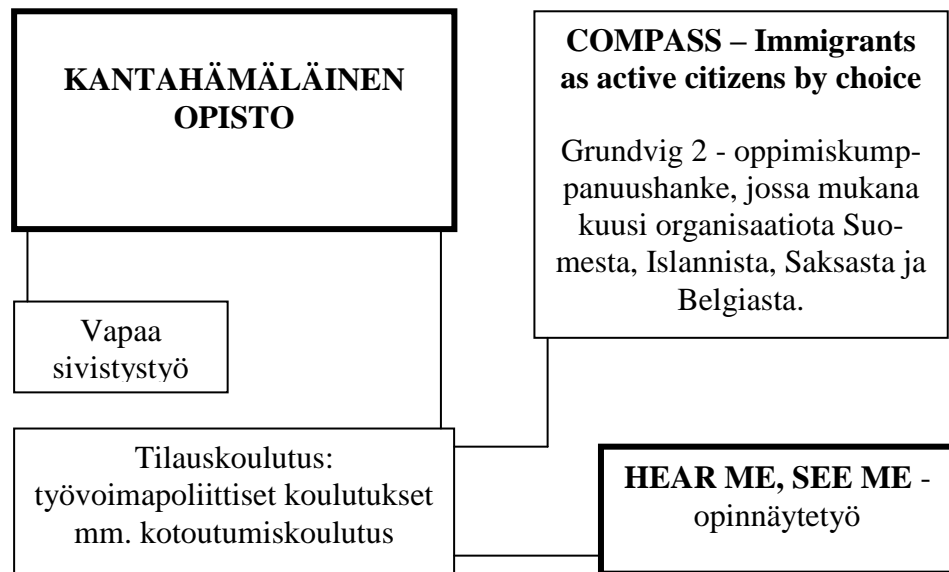 KANTAHÄMÄLÄINEN
OPISTO
COMPASS – Immigrants
as active citizens by choice
Grundvig 2 - oppimiskump-
panuushanke, jossa mukana
kuusi organisaatiota Suo-
mesta, Islannista, Saksasta ja
Belgiasta.
Vapaa
sivistystyö
Tilauskoulutus:
työvoimapoliittiset koulutukset
mm. kotoutumiskoulutus
HEAR ME, SEE ME -
opinnäytetyö